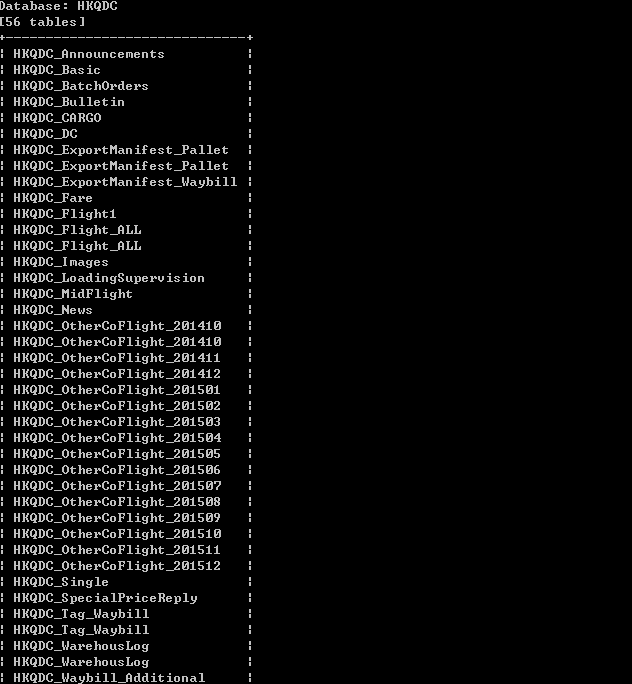 Database: HKQDC
[56 tables]
+------------------------------+
| HKQDC_Announcements |
| HKQDC_Basic |
| HKQDC_BatchOrders |
| HKQDC_Bulletin |
| HKQDC_CARGO |
| HKQDC_DC |
| HKQDC_ExportManifest_Pallet |
| HKQDC_ExportManifest_Pallet |
| HKQDC_ExportManifest_Waybill |
| HKQDC_Fare |
| HKQDC_Flight1 |
| HKQDC_Flight_ALL |
| HKQDC_Flight_ALL |
| HKQDC_Images |
| HKQDC_LoadingSupervision |
| HKQDC_MidFlight |
| HKQDC_News |
| HKQDC_OtherCoFlight_201410 |
| HKQDC_OtherCoFlight_201410 |
| HKQDC_OtherCoFlight_201411 |
| HKQDC_OtherCoFlight_201412 |
| HKQDC_OtherCoFlight_201501 |
| HKQDC_OtherCoFlight_201502 |
| HKQDC_OtherCoFlight_201503 |
| HKQDC_OtherCoFlight_201504 |
| HKQDC_OtherCoFlight_201505 |
| HKQDC_OtherCoFlight_201506 |
| HKQDC_OtherCoFlight_201507 |
| HKQDC_OtherCoFlight_201508 |
| HKQDC_OtherCoFlight_201509 |
| HKQDC_OtherCoFlight_201510 |
| HKQDC_OtherCoFlight_201511 |
| HKQDC_OtherCoFlight_201512 |
| HKQDC_Single |
| HKQDC_SpecialPriceReply |
| HKQDC_Tag_Waybill |
| HKQDC_Tag_Waybill |
| HKQDC_WarehousLog |
| HKQDC_WarehousLog |
| HKQDC_Waybill_Additional |